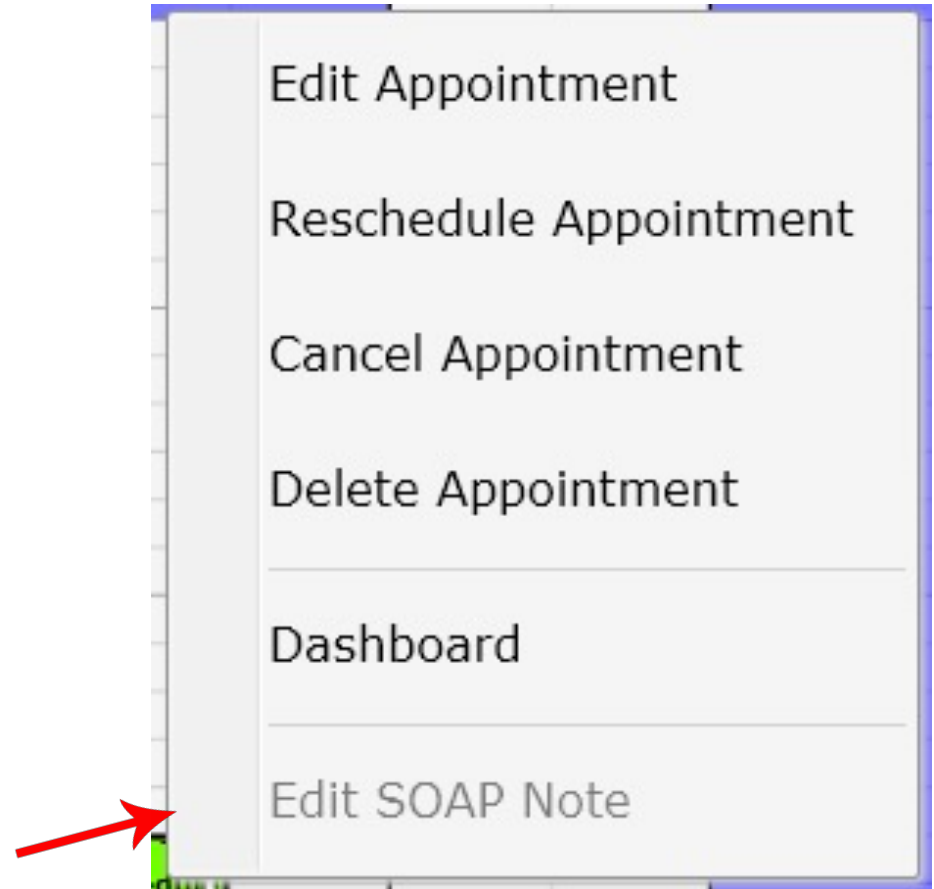 Edit Appointment
Reschedule Appointment
Cancel Appointment
Delete Appointment
Dashboard
Edit SOAP Note